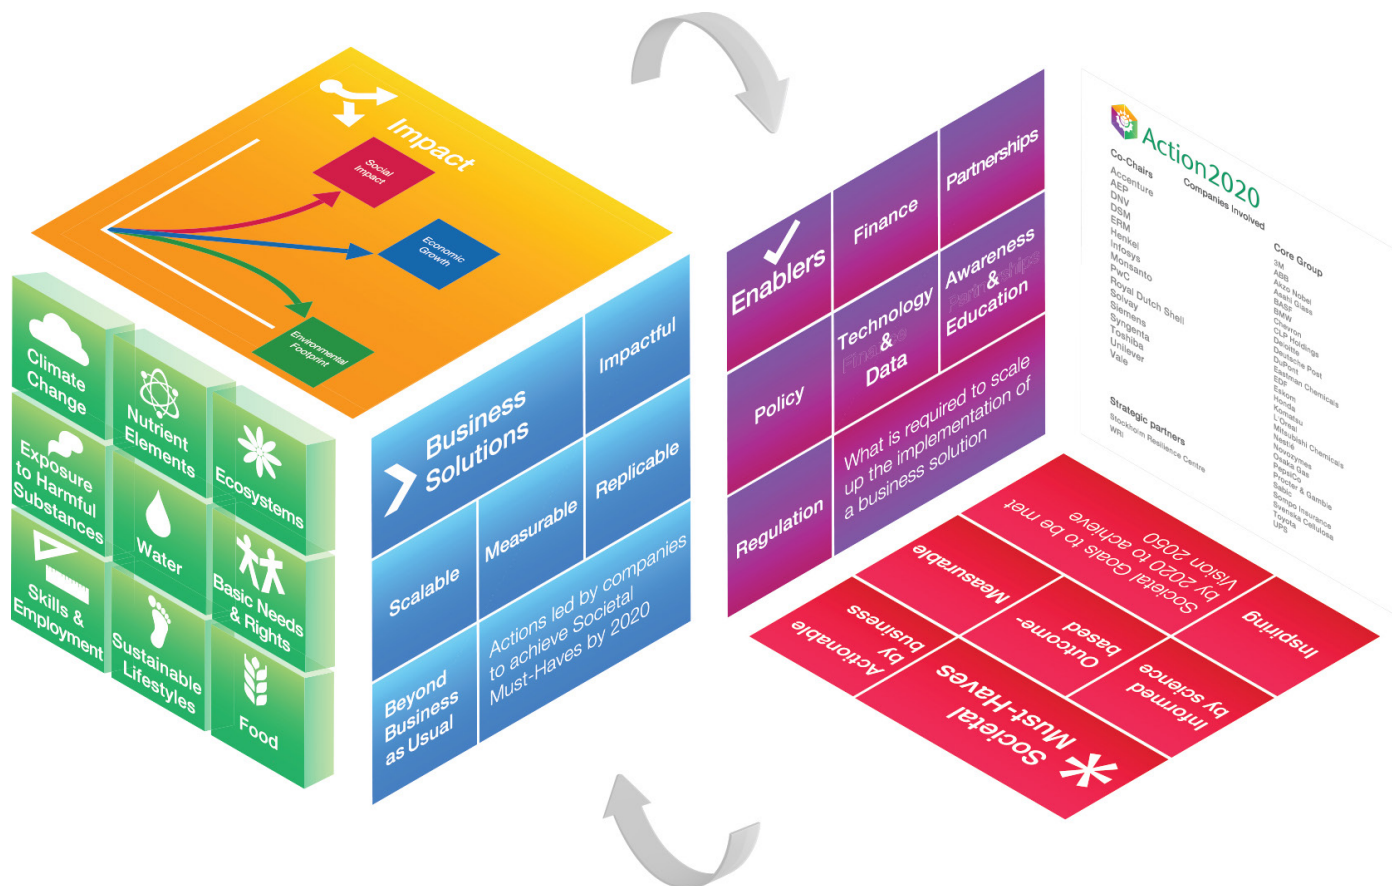 Impact
Social
Impact
Economic
Growth
Environmental
Footprint
Climate
Change
Nutrient
Elements
Ecosystems
Exposure
to Harmful
Substances
Water
Basic Needs
& Rights
Skills &
Employment
Sustainable
Lifestyles
Food
Business
Solutions
Impactful
Scalable
Measurable
Replicable
Beyond
Business
as Usual
Actions led by companies
to achieve Societal
Must-Haves by 2020
Enablers
Finance
Partnerships
Policy
Technology
&
Finance
Data
Awareness
&
Partnerships
Education
Regulation
What is required to scale
up the implementation of
a business solution
Action2020
Companies Involved
Co-Chairs
Accenture
AEP
DNV
DSM
ERM
Henkel
Infosys
Monsanto
PwC
Royal Dutch Shell
Solvay
Siemens
Syngenta
Toshiba
Unilever
Vale
Strategic partners
Stockholm Resilience Centre
WRI
Core Group
3M
ABB
Akzo Nobel
Asahi Glass
BASF
BMW
Chevron
CLP Holdings
Deloitte
Deutsche Post
DuPont
Eastman Chemicals
EDF
Eskom
Honda
Komatsu
L'Oreal
Mitsubishi Chemicals
Nestlé
Novozymes
Osaka Gas
PepsiCo
Procter & Gamble
Sabic
Sompo Insurance
Svenska Cellulosa
Toyota
UPS
Societal
Must-Haves
Actionable
by business
Outcome-
based
Informed
by science
Measurable
Inspiring
Societal Goals to be met
by 2020 to achieve
Vision 2050